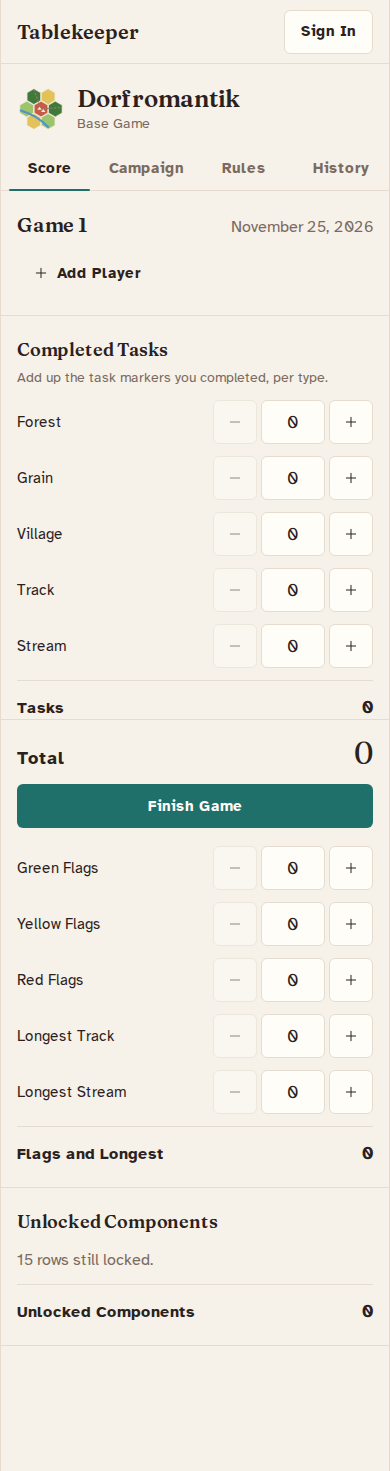 Tablekeeper
Sign In
Dorfromantik
Base Game
Score Campaign Rules History
Game 1 November 25, 2026
+ Add Player
Completed Tasks
Add up the task markers you completed, per type.
Forest − 0 +
Grain − 0 +
Village − 0 +
Track − 0 +
Stream − 0 +
Tasks 0
Total 0
Finish Game
Green Flags − 0 +
Yellow Flags − 0 +
Red Flags − 0 +
Longest Track − 0 +
Longest Stream − 0 +
Flags and Longest 0
Unlocked Components
15 rows still locked.
Unlocked Components 0